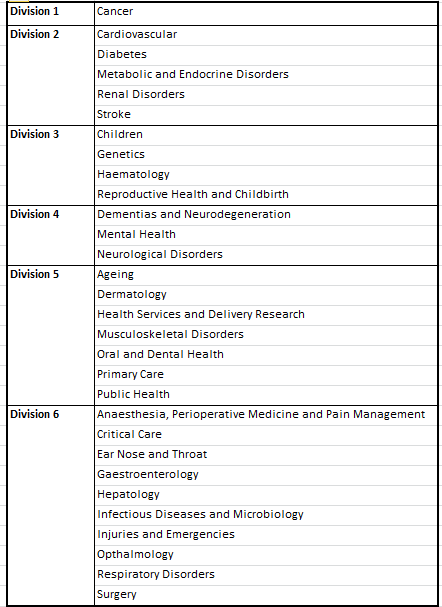 Division 1 Cancer
Division 2 Cardiovascular
Diabetes
Metabolic and Endocrine Disorders
Renal Disorders
Stroke
Division 3 Children
Genetics
Haematology
Reproductive Health and Childbirth
Division 4 Dementias and Neurodegeneration
Mental Health
Neurological Disorders
Division 5 Ageing
Dermatology
Health Services and Delivery Research
Musculoskeletal Disorders
Oral and Dental Health
Primary Care
Public Health
Division 6 Anaesthesia, Perioperative Medicine and Pain Management
Critical Care
Ear Nose and Throat
Gaestroenterology
Hepatology
Infectious Diseases and Microbiology
Injuries and Emergencies
Opthalmology
Respiratory Disorders
Surgery